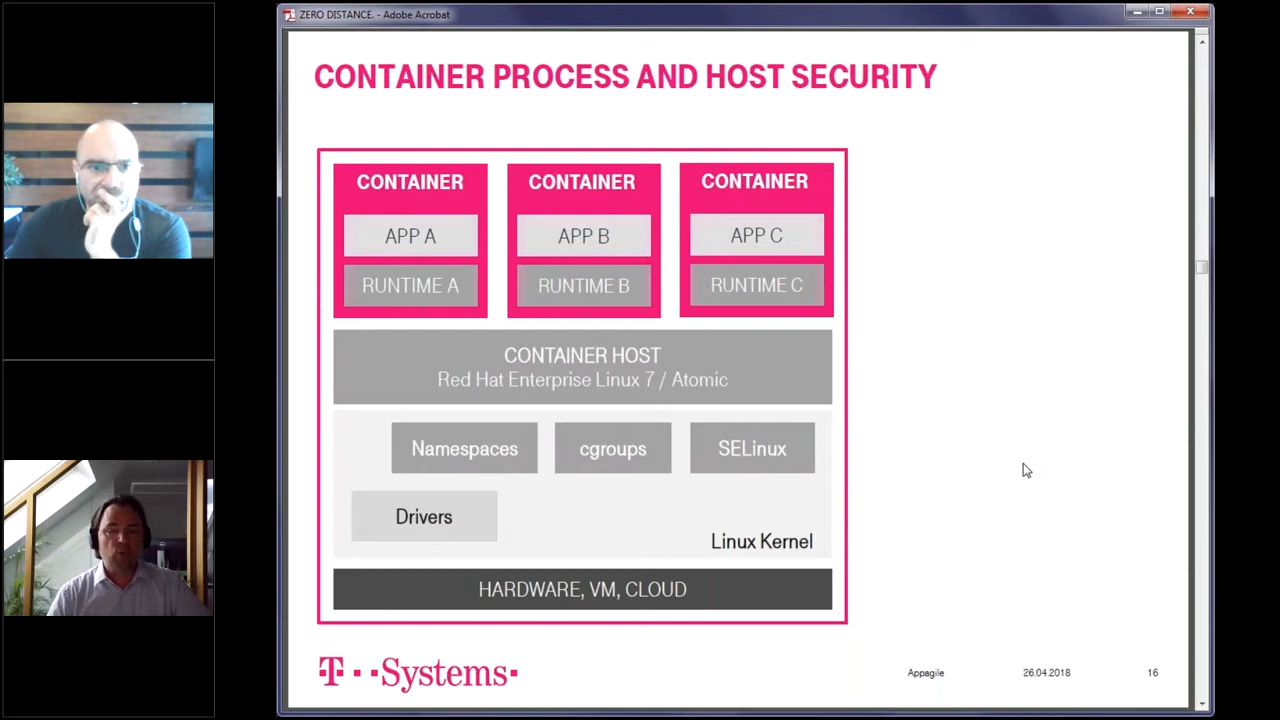 ZERO DISTANCE. - Adobe Acrobat
CONTAINER PROCESS AND HOST SECURITY
CONTAINER CONTAINER CONTAINER
APP A APP B APP C
RUNTIME A RUNTIME B RUNTIME C
CONTAINER HOST
Red Hat Enterprise Linux 7 / Atomic
Namespaces cgroups SELinux
Drivers
Linux Kernel
HARDWARE, VM, CLOUD
T··Systems·
Appagile 26.04.2018 16